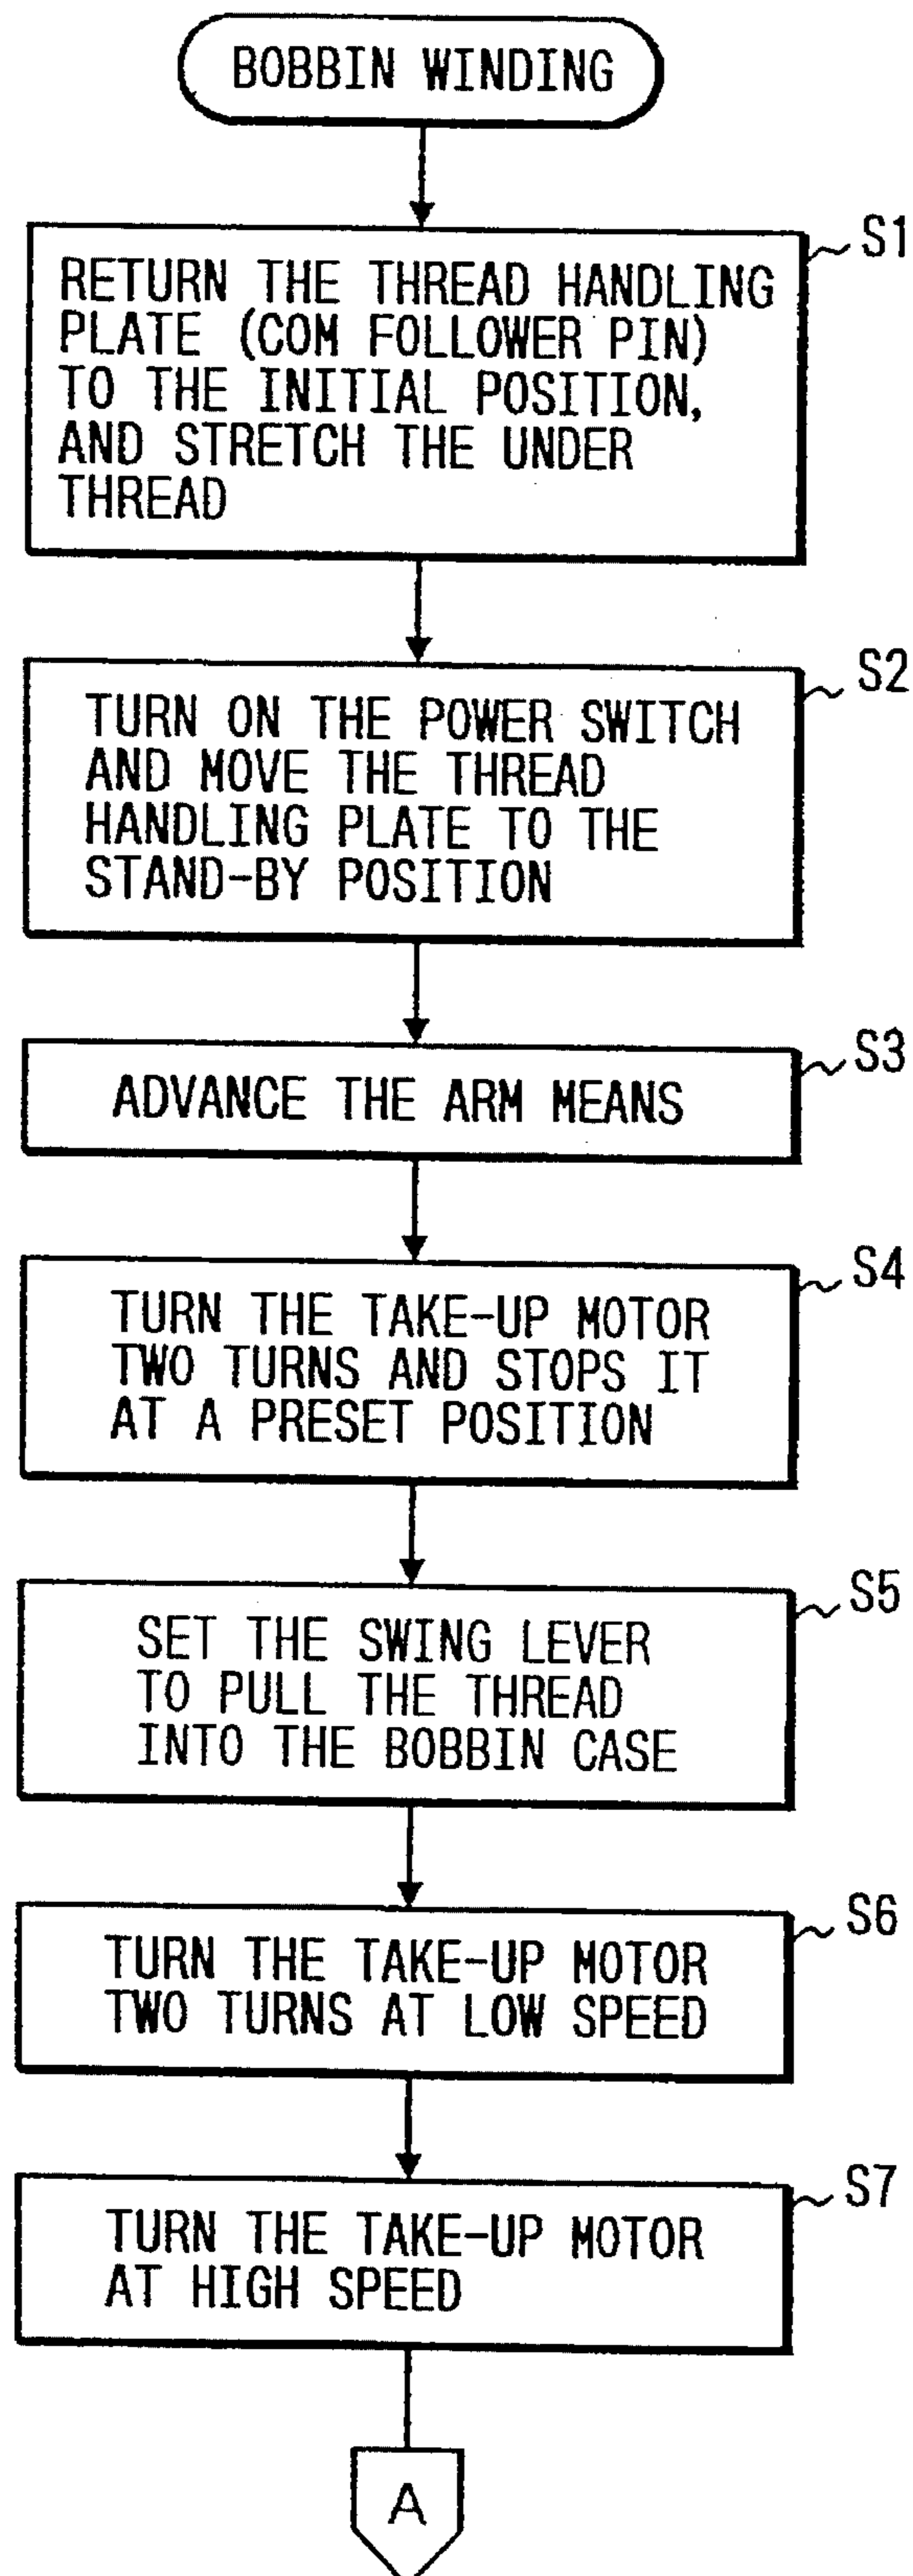 BOBBIN WINDING
S1
RETURN THE THREAD HANDLING
PLATE (COM FOLLOWER PIN)
TO THE INITIAL POSITION,
AND STRETCH THE UNDER
THREAD
S2
TURN ON THE POWER SWITCH
AND MOVE THE THREAD
HANDLING PLATE TO THE
STAND-BY POSITION
S3
ADVANCE THE ARM MEANS
S4
TURN THE TAKE-UP MOTOR
TWO TURNS AND STOPS IT
AT A PRESET POSITION
S5
SET THE SWING LEVER
TO PULL THE THREAD
INTO THE BOBBIN CASE
S6
TURN THE TAKE-UP MOTOR
TWO TURNS AT LOW SPEED
S7
TURN THE TAKE-UP MOTOR
AT HIGH SPEED
A